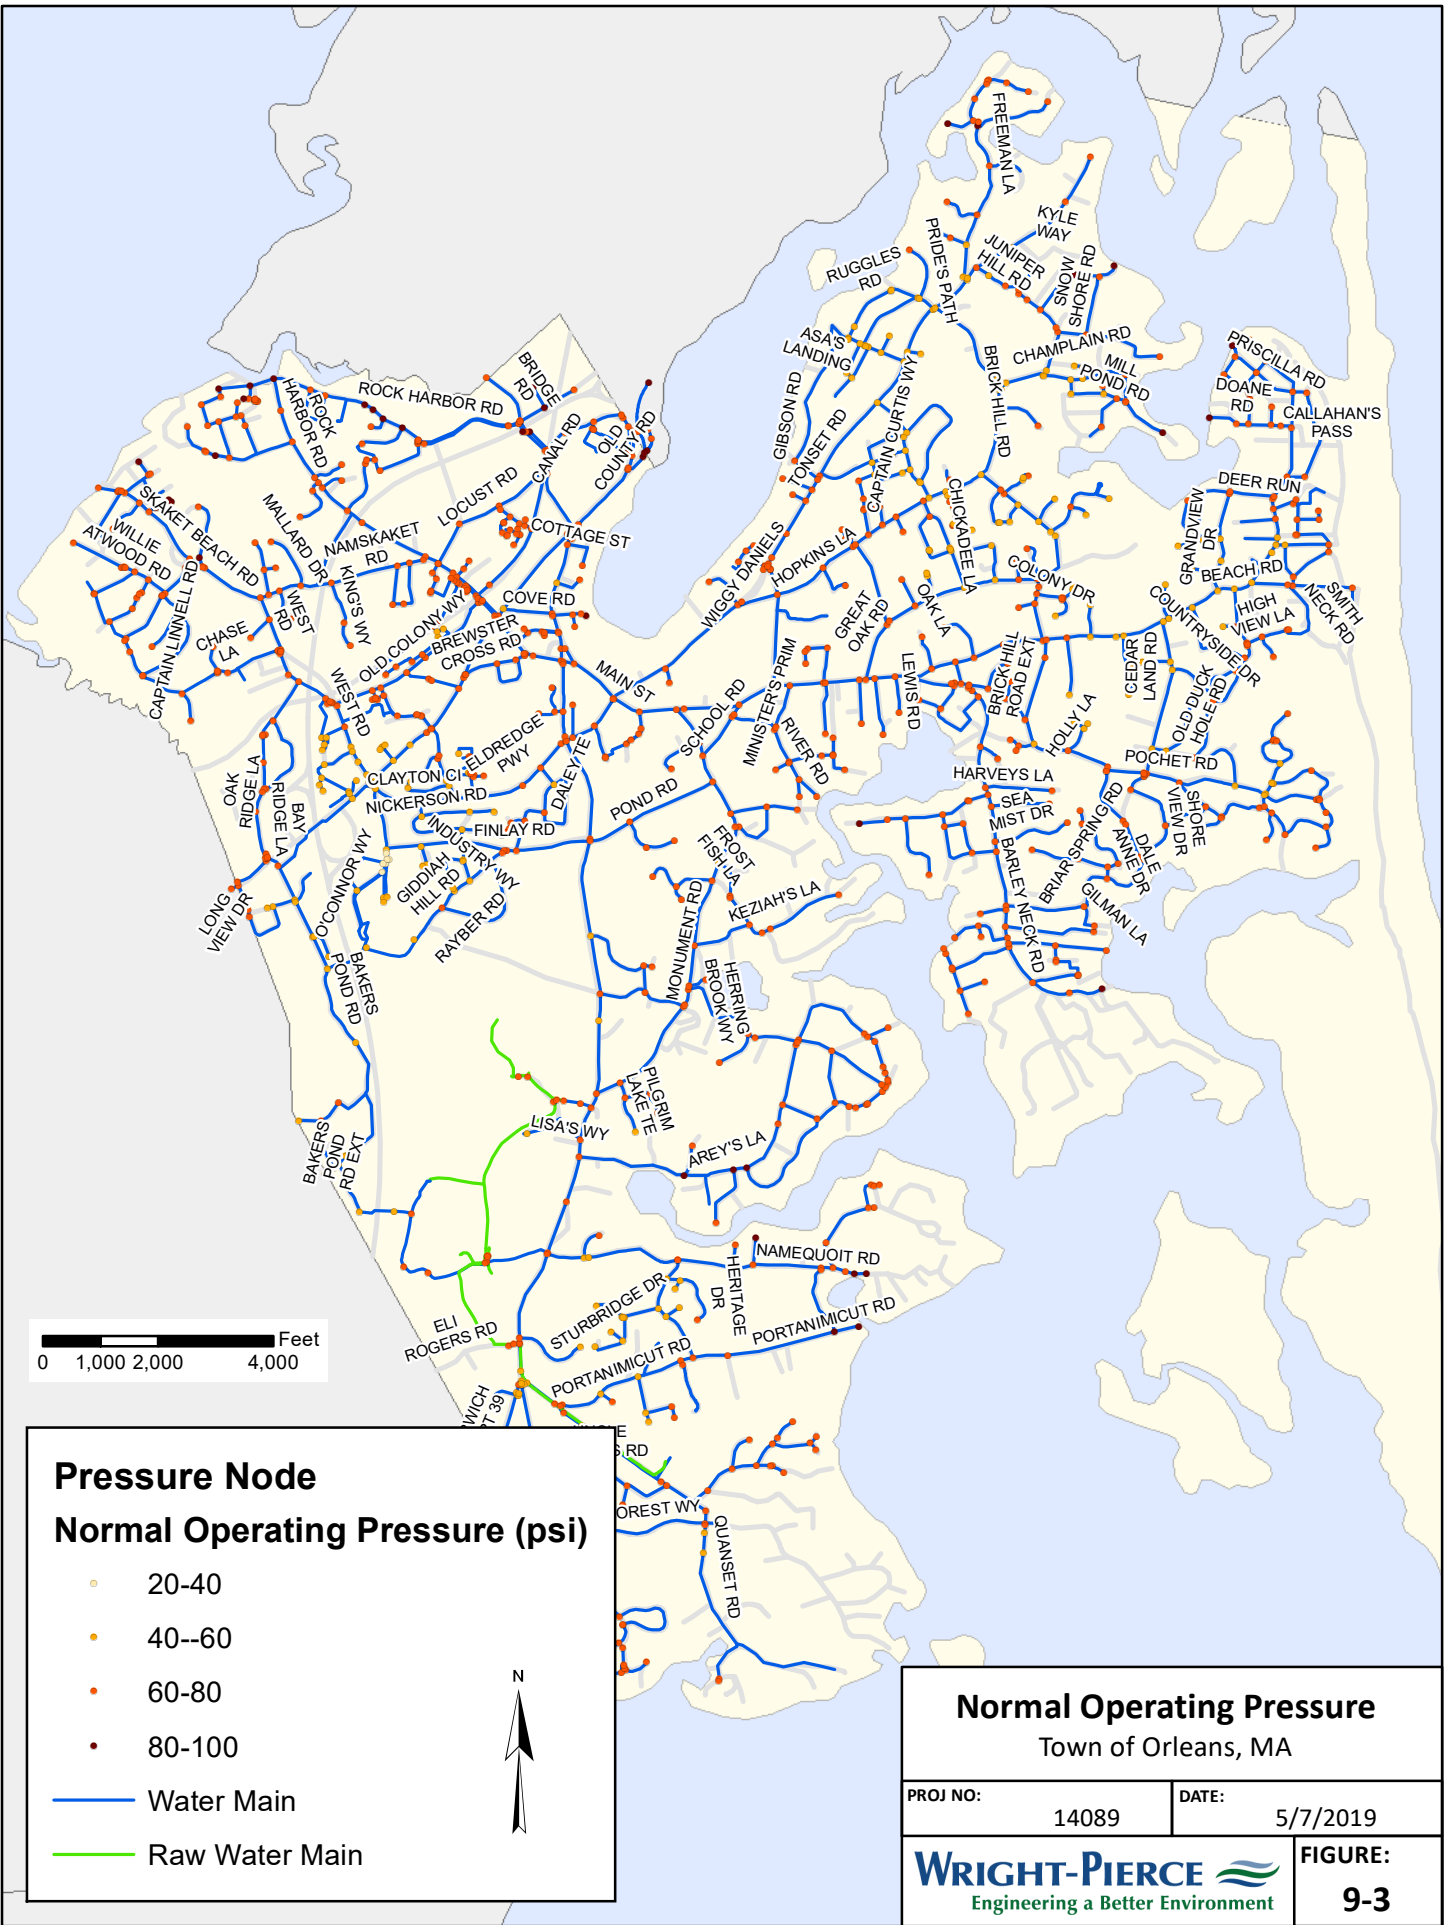 FREEMAN LA
KYLE
WAY
PRIDE'S PATH
JUNIPER
HILL RD
SNOW
SHORE RD
RUGGLES
RD
ASA'S
LANDING
CHAMPLAIN RD
MILL
POND RD
PRISCILLA RD
DOANE
RD
CALLAHAN'S
PASS
BRIDGE
RD
ROCK HARBOR RD
ROCK
HARBOR RD
GIBSON RD
TONSET RD
CAPTAIN CURTIS WY
BRICK HILL RD
OLD
COUNTY RD
CANAL RD
LOCUST RD
COTTAGE ST
MALLARD DR
NAMSKAKET
RD
SKAKET BEACH RD
WILLIE
ATWOOD RD
KING'S WY
WEST
RD
CHICKADEE LA
DEER RUN
GRANDVIEW
DR
BEACH RD
SMITH
NECK RD
HIGH
VIEW LA
COUNTRYSIDE DR
WIGGY DANIELS
HOPKINS LA
COLONY DR
OAK LA
GREAT
OAK RD
COVE RD
OLD COLONY WY
BREWSTER
CROSS RD
CAPTAIN LINNELL RD
CHASE
LA
WEST RD
MAIN ST
SCHOOL RD
MINISTER'S PRIM
RIVER RD
LEWIS RD
BRICK HILL
ROAD EXT
CEDAR
LAND RD
OLD DUCK
HOLE RD
HOLLY LA
POCHET RD
OAK
RIDGE LA
BAY
RIDGE LA
CLAYTON CI
NICKERSON RD
ELDREDGE
PWY
DALEY TE
FINLAY RD
INDUSTRY WY
GIDDIAH
HILL RD
RAYBER RD
O'CONNOR WY
LONG
VIEW DR
POND RD
FROST
FISH LA
KEZIAH'S LA
HARVEYS LA
SEA
MIST DR
BARLEY NECK RD
BRIAR SPRING RD
DALE
ANNE DR
SHORE
VIEW DR
GILMAN LA
BAKERS
POND RD
MONUMENT RD
HERRING
BROOK WY
PILGRIM
LAKE TE
LISA'S WY
AREY'S LA
BAKERS
POND
RD EXT
NAMEQUOIT RD
HERITAGE
DR
STURBRIDGE DR
PORTANIMICUT RD
PORTANIMICUT RD
ELI
ROGERS RD
WICH
RT 39
S RD
OREST WY
QUANSET RD
Feet
0 1,000 2,000 4,000
Pressure Node
Normal Operating Pressure (psi)
20-40
40--60
60-80
80-100
Water Main
Raw Water Main
N
Normal Operating Pressure
Town of Orleans, MA
PROJ NO:
14089
DATE:
5/7/2019
WRIGHT-PIERCE
Engineering a Better Environment
FIGURE:
9-3